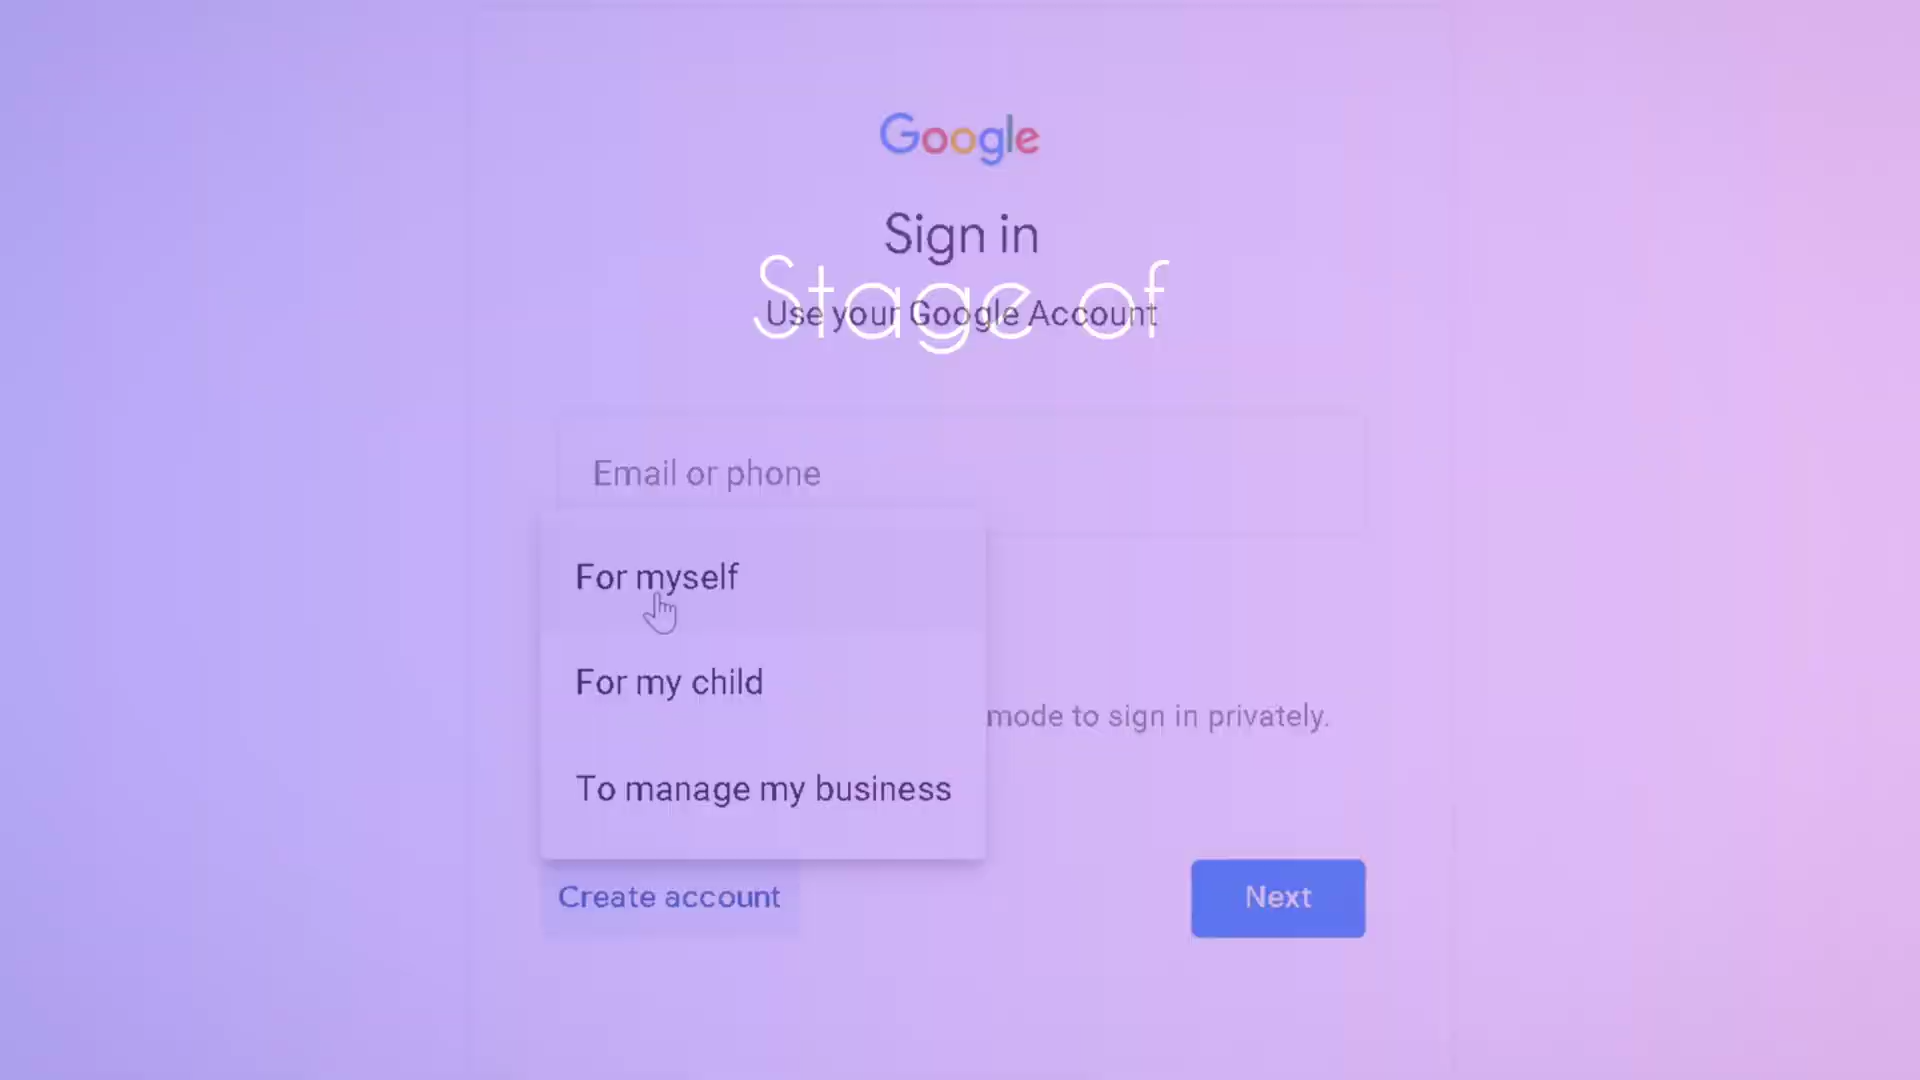 Google
Sign in
Stage of
Use your Google Account
Email or phone
For myself
For my child
mode to sign in privately.
To manage my business
Create account
Next